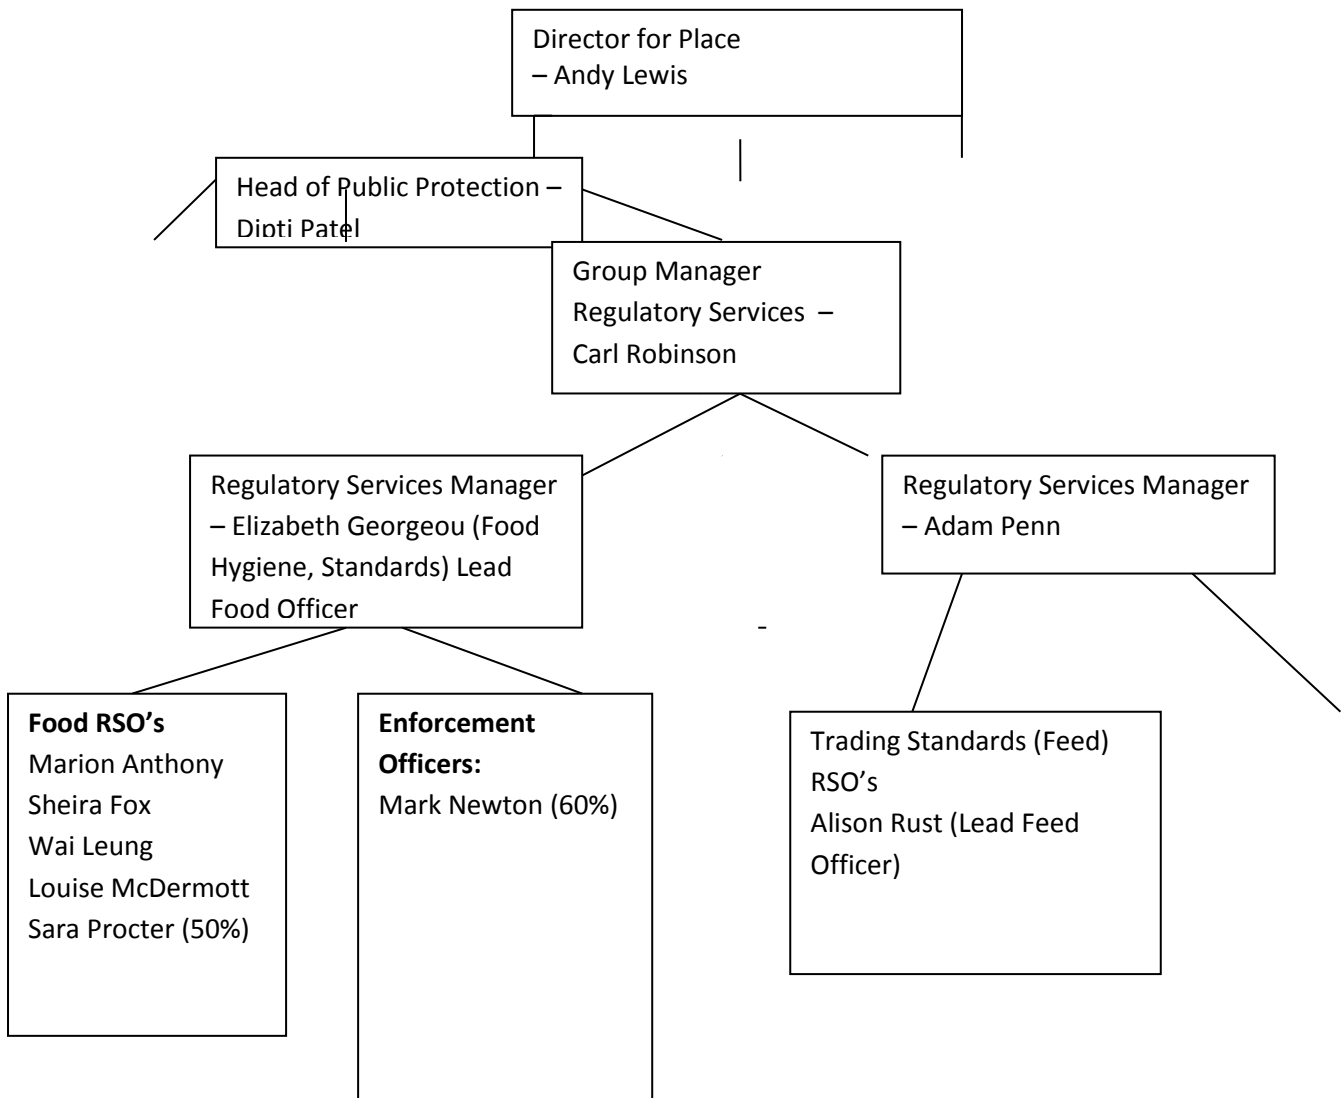 Director for Place
– Andy Lewis
Head of Public Protection –
Dipti Patel
Group Manager
Regulatory Services –
Carl Robinson
Regulatory Services Manager
– Elizabeth Georgeou (Food
Hygiene, Standards) Lead
Food Officer
Regulatory Services Manager
– Adam Penn
Food RSO’s
Marion Anthony
Sheira Fox
Wai Leung
Louise McDermott
Sara Procter (50%)
Enforcement
Officers:
Mark Newton (60%)
Trading Standards (Feed)
RSO’s
Alison Rust (Lead Feed
Officer)